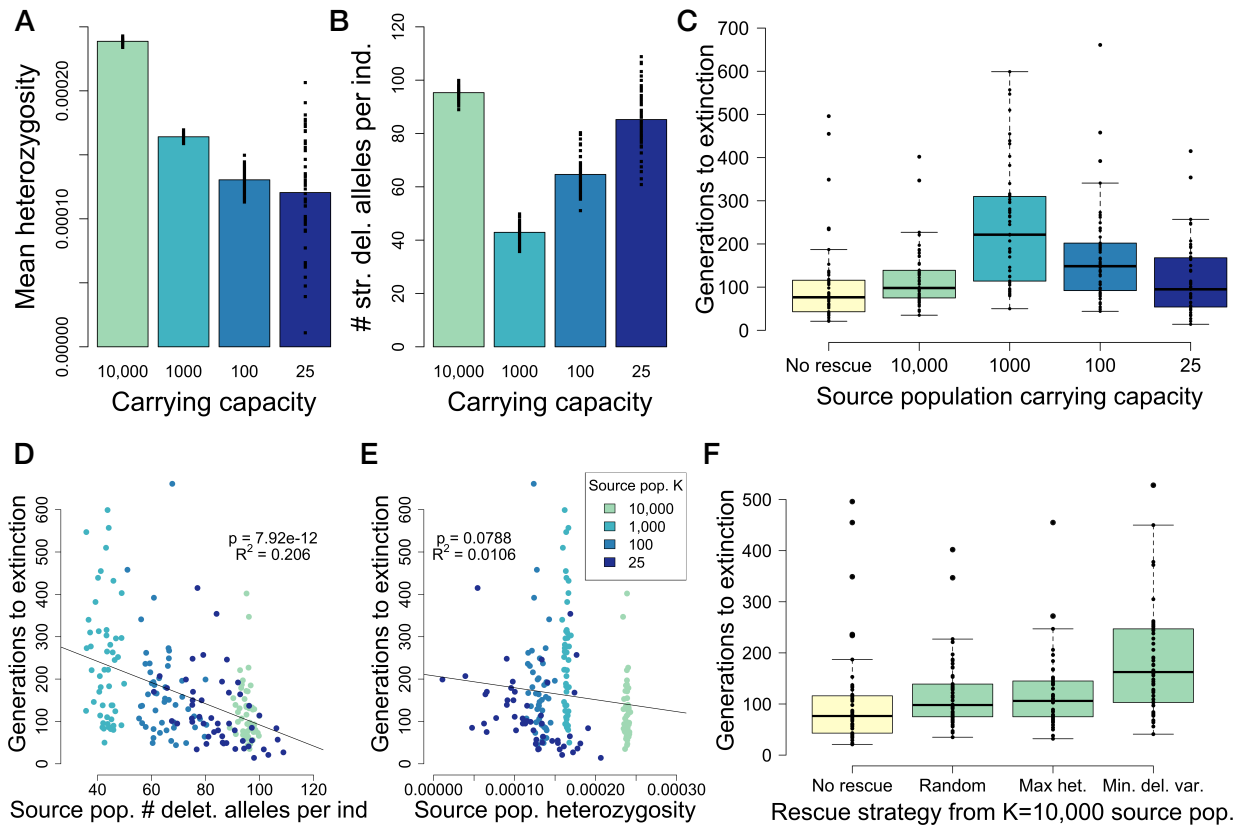 A
Mean heterozygosity
0.00000
0.00010
0.00020
10,000
1000
100
25
Carrying capacity
B
# str. del. alleles per ind.
0
20
40
60
80
100
120
10,000
1000
100
25
Carrying capacity
C
Generations to extinction
0
100
200
300
400
500
600
700
No rescue
10,000
1000
100
25
Source population carrying capacity
D
Generations to extinction
0
100
200
300
400
500
600
p = 7.92e-12
R² = 0.206
40
60
80
100
120
Source pop. # delet. alleles per ind
E
Generations to extinction
0
100
200
300
400
500
600
p = 0.0788
R² = 0.0106
Source pop. K
10,000
1,000
100
25
0.00000
0.00010
0.00020
0.00030
Source pop. heterozygosity
F
Generations to extinction
0
100
200
300
400
500
No rescue
Random
Max het.
Min. del. var.
Rescue strategy from K=10,000 source pop.